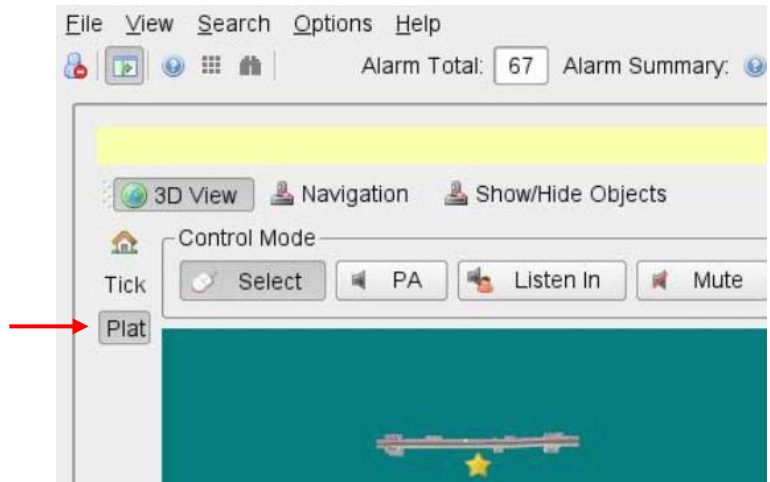 File View Search Options Help
Alarm Total: 67 Alarm Summary:
3D View Navigation Show/Hide Objects
Control Mode
Tick Select PA Listen In Mute
Plat